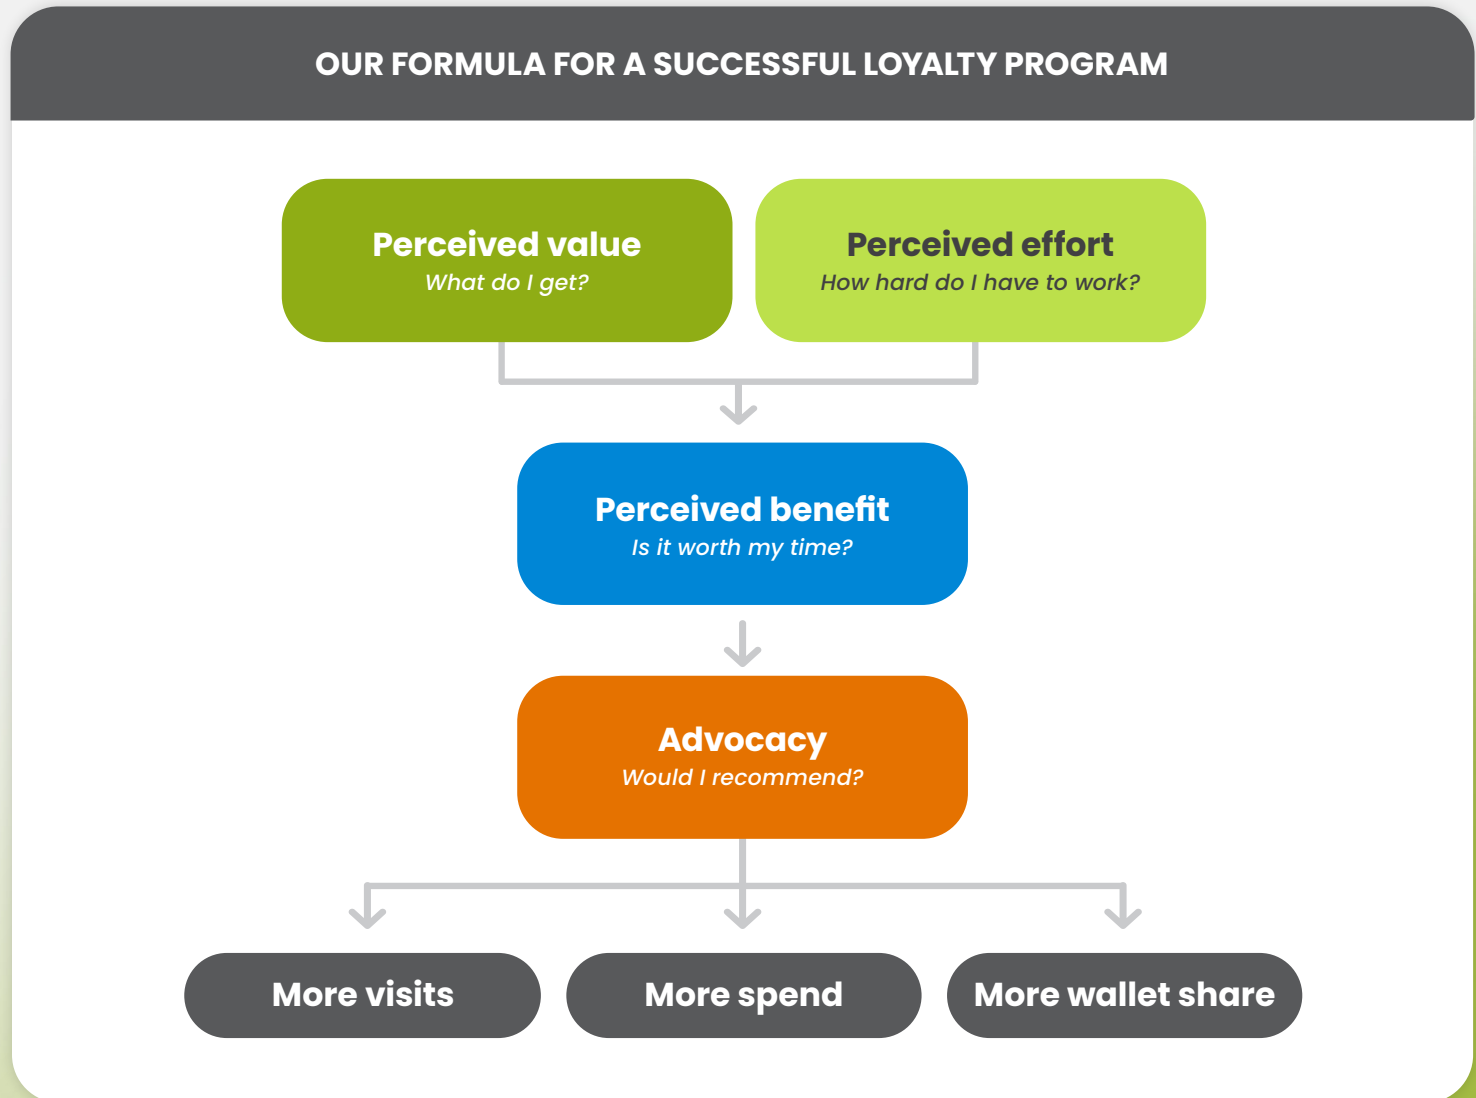 OUR FORMULA FOR A SUCCESSFUL LOYALTY PROGRAM
Perceived value
What do I get?
Perceived effort
How hard do I have to work?
Perceived benefit
Is it worth my time?
Advocacy
Would I recommend?
More visits
More spend
More wallet share